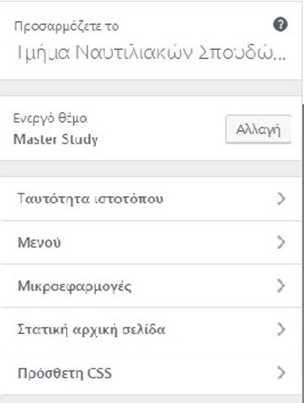 Προσαρμόζετε το
Τμήμα Ναυτιλιακών Σπουδώ...
Ενεργό θέμα
Master Study
Αλλαγή
Ταυτότητα ιστοτόπου
Μενού
Μικροεφαρμογές
Στατική αρχική σελίδα
Πρόσθετη CSS